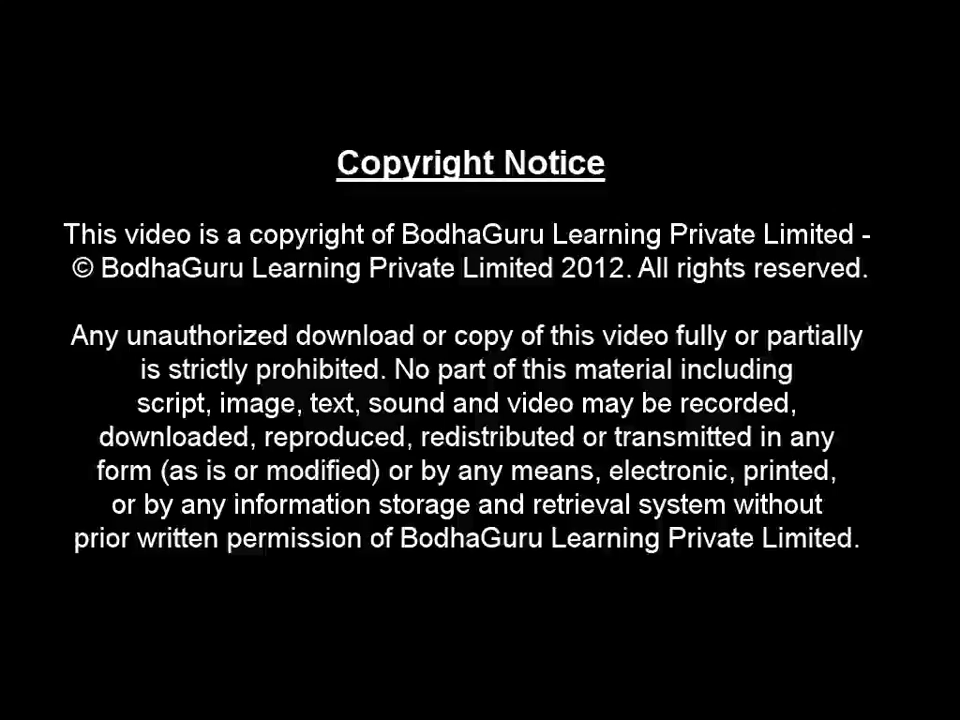 Copyright Notice
This video is a copyright of BodhaGuru Learning Private Limited -
© BodhaGuru Learning Private Limited 2012. All rights reserved.
Any unauthorized download or copy of this video fully or partially
is strictly prohibited. No part of this material including
script, image, text, sound and video may be recorded,
downloaded, reproduced, redistributed or transmitted in any
form (as is or modified) or by any means, electronic, printed,
or by any information storage and retrieval system without
prior written permission of BodhaGuru Learning Private Limited.